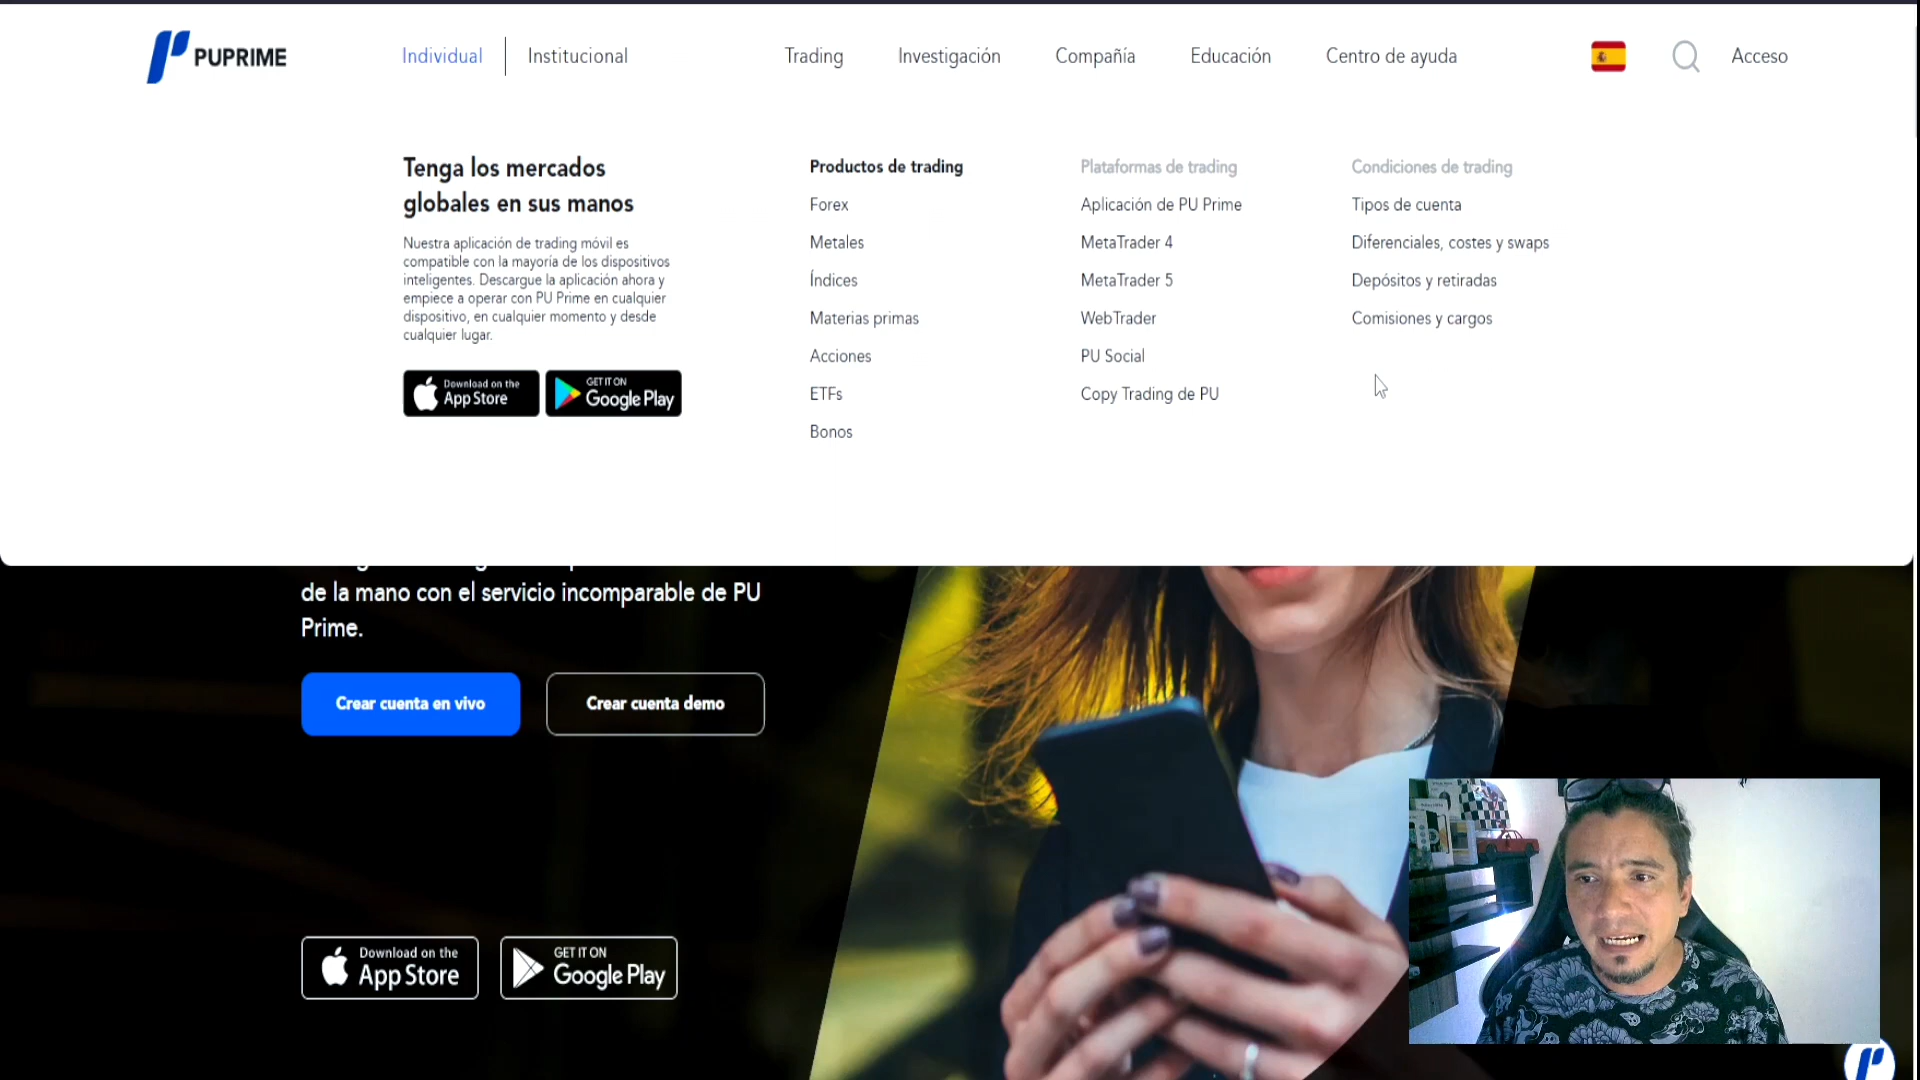 PUPRIME
Individual
Institucional
Trading
Investigación
Compañía
Educación
Centro de ayuda
Acceso
Tenga los mercados
globales en sus manos
Nuestra aplicación de trading móvil es
compatible con la mayoría de los dispositivos
inteligentes. Descargue la aplicación ahora y
empiece a operar con PU Prime en cualquier
dispositivo, en cualquier momento y desde
cualquier lugar.
Download on the
App Store
GET IT ON
Google Play
Productos de trading
Forex
Metales
Índices
Materias primas
Acciones
ETFs
Bonos
Plataformas de trading
Aplicación de PU Prime
MetaTrader 4
MetaTrader 5
WebTrader
PU Social
Copy Trading de PU
Condiciones de trading
Tipos de cuenta
Diferenciales, costes y swaps
Depósitos y retiradas
Comisiones y cargos
de la mano con el servicio incomparable de PU
Prime.
Crear cuenta en vivo
Crear cuenta demo
Download on the
App Store
GET IT ON
Google Play